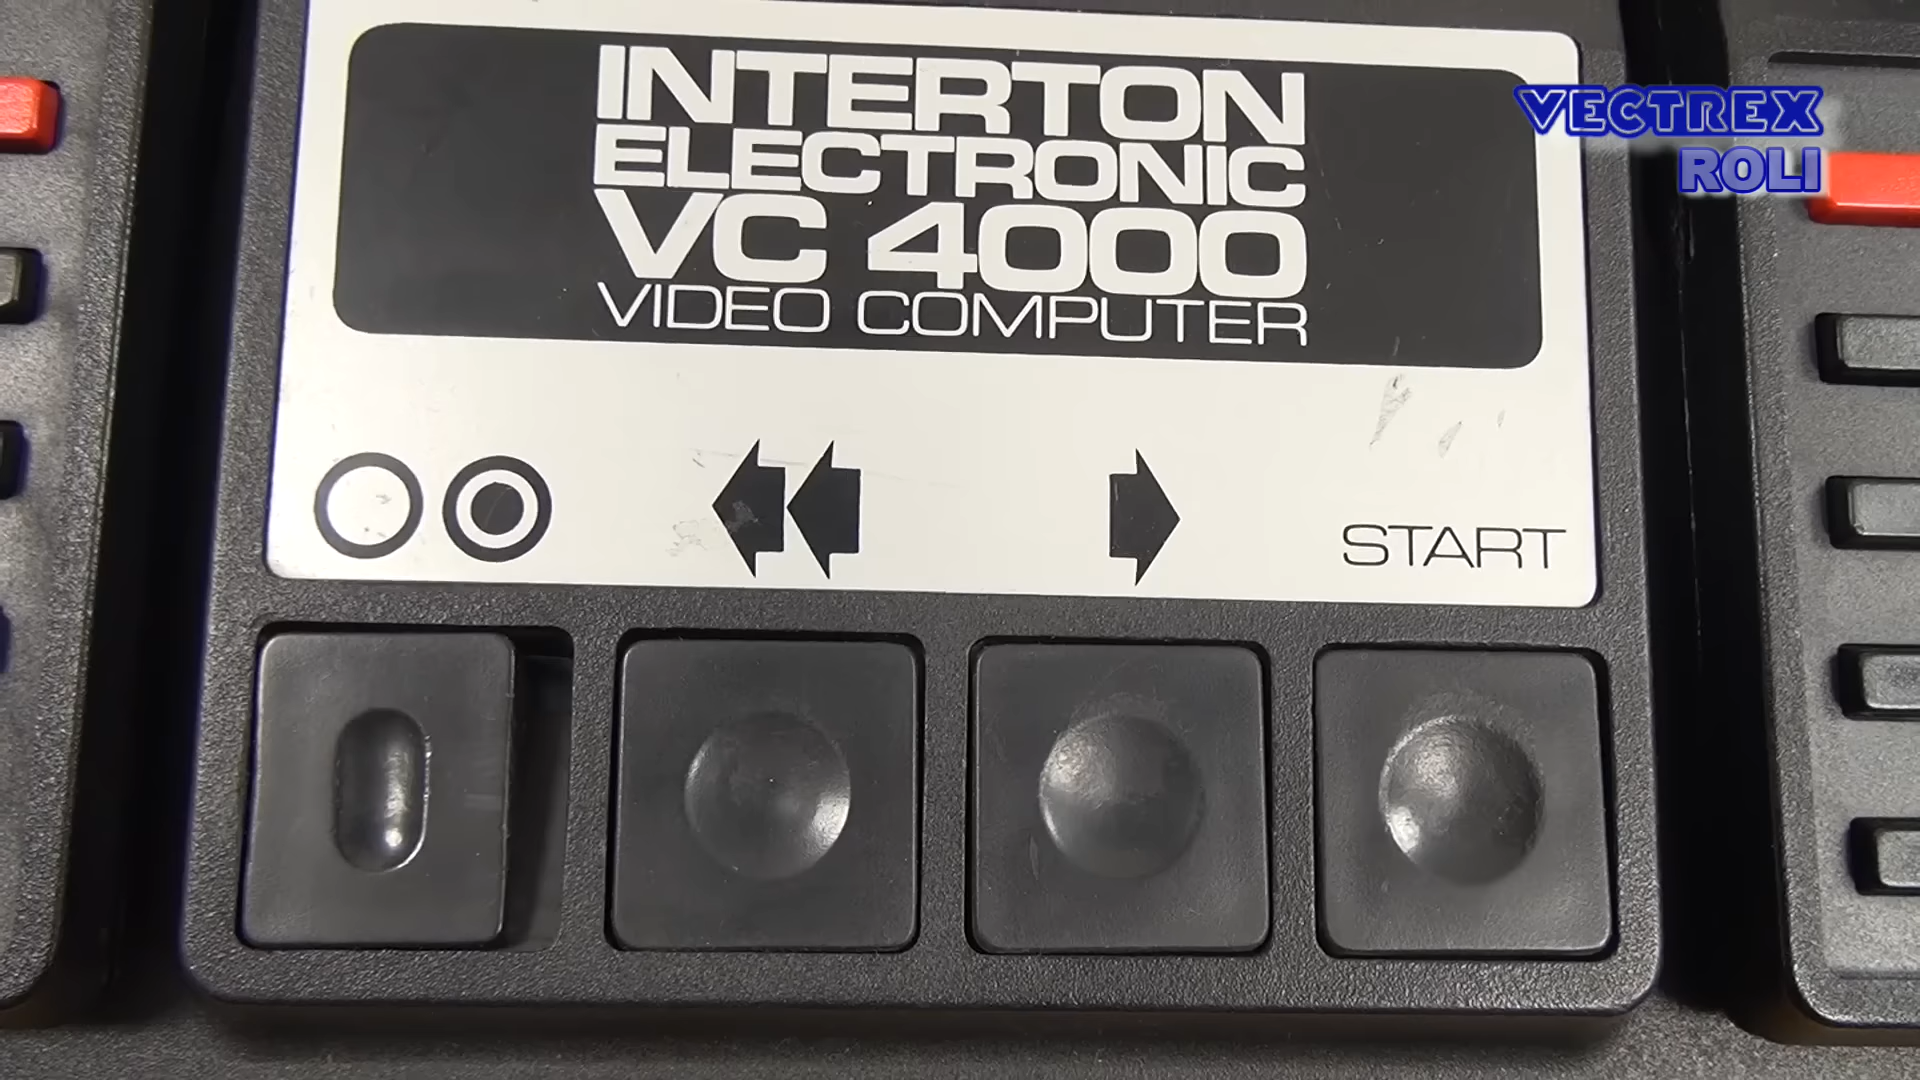 INTERTON
ELECTRONIC
VC 4000
VIDEO COMPUTER
VECTREX
ROLI
START